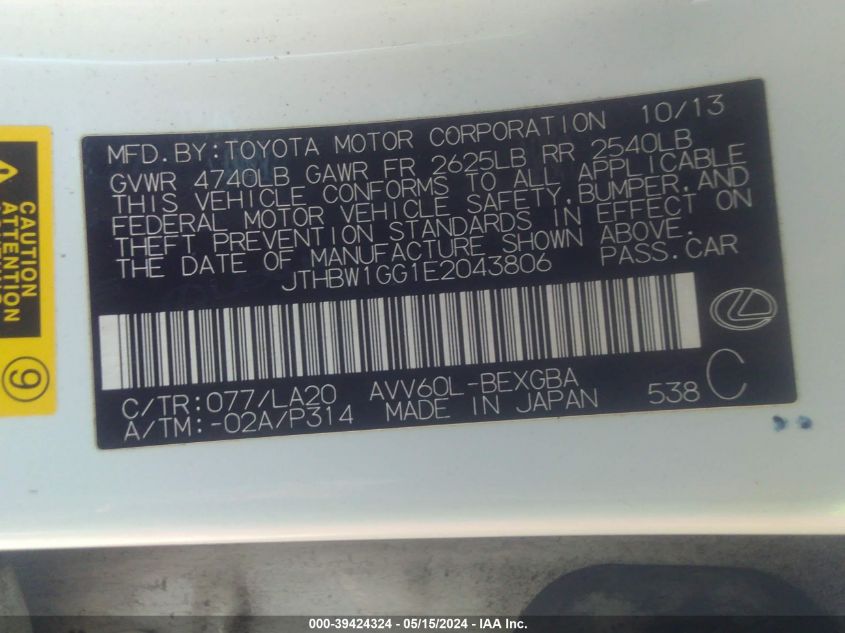 MFD.BY:TOYOTA MOTOR CORPORATION 10/13
GVWR 4740LB GAWR FR 2625LB RR 2540LB
THIS VEHICLE CONFORMS TO ALL APPLICABLE
FEDERAL MOTOR VEHICLE SAFETY,BUMPER,AND
THEFT PREVENTION STANDARDS IN EFFECT ON
THE DATE OF MANUFACTURE SHOWN ABOVE.
JTHBW1GG1E2043806 PASS.CAR
C/TR:077/LA20 AVV60L-BEXGBA
A/TM:-02A/P314 MADE IN JAPAN 538 C
CAUTION
ATTENTION
9
000-39424324 - 05/15/2024 - IAA Inc.